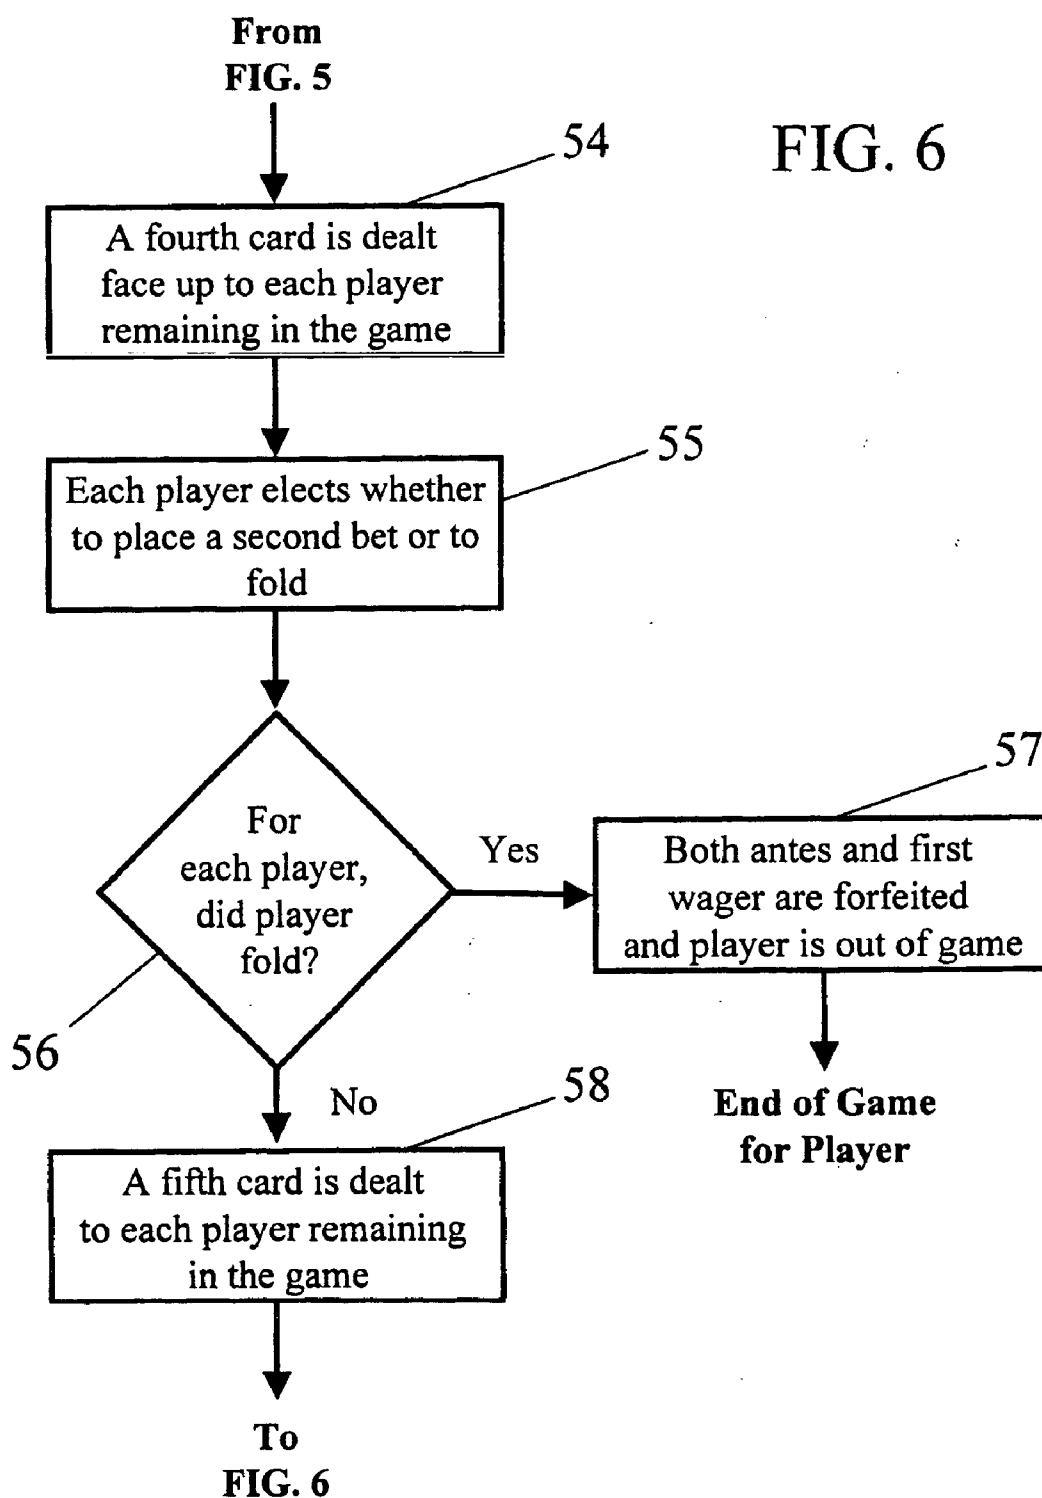 From
FIG. 5
54
FIG. 6
A fourth card is dealt
face up to each player
remaining in the game
55
Each player elects whether
to place a second bet or to
fold
57
For
each player,
did player
fold?
Yes
Both antes and first
wager are forfeited
and player is out of game
56
No
58
End of Game
for Player
A fifth card is dealt
to each player remaining
in the game
To
FIG. 6